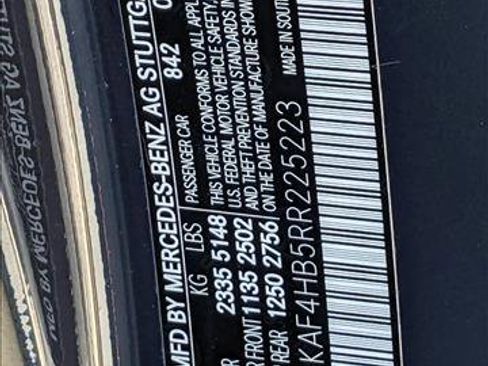 MFD BY MERCEDES-BENZ AG STUTTG
842
KG LBS PASSENGER CAR
2335 5148
FRONT 1135 2502
REAR 1250 2756
THIS VEHICLE CONFORMS TO ALL APPL
U.S. FEDERAL MOTOR VEHICLE SAFETY,
AND THEFT PREVENTION STANDARDS IN
ON THE DATE OF MANUFACTURE SHOW
MADE IN SOUT
KAF4HB5RR225223